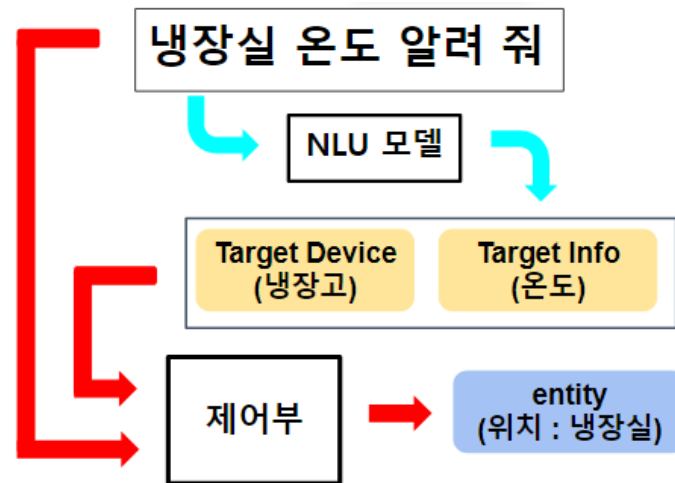 냉장실 온도 알려 줘
NLU 모델
Target Device
(냉장고)
Target Info
(온도)
제어부
entity
(위치 : 냉장실)